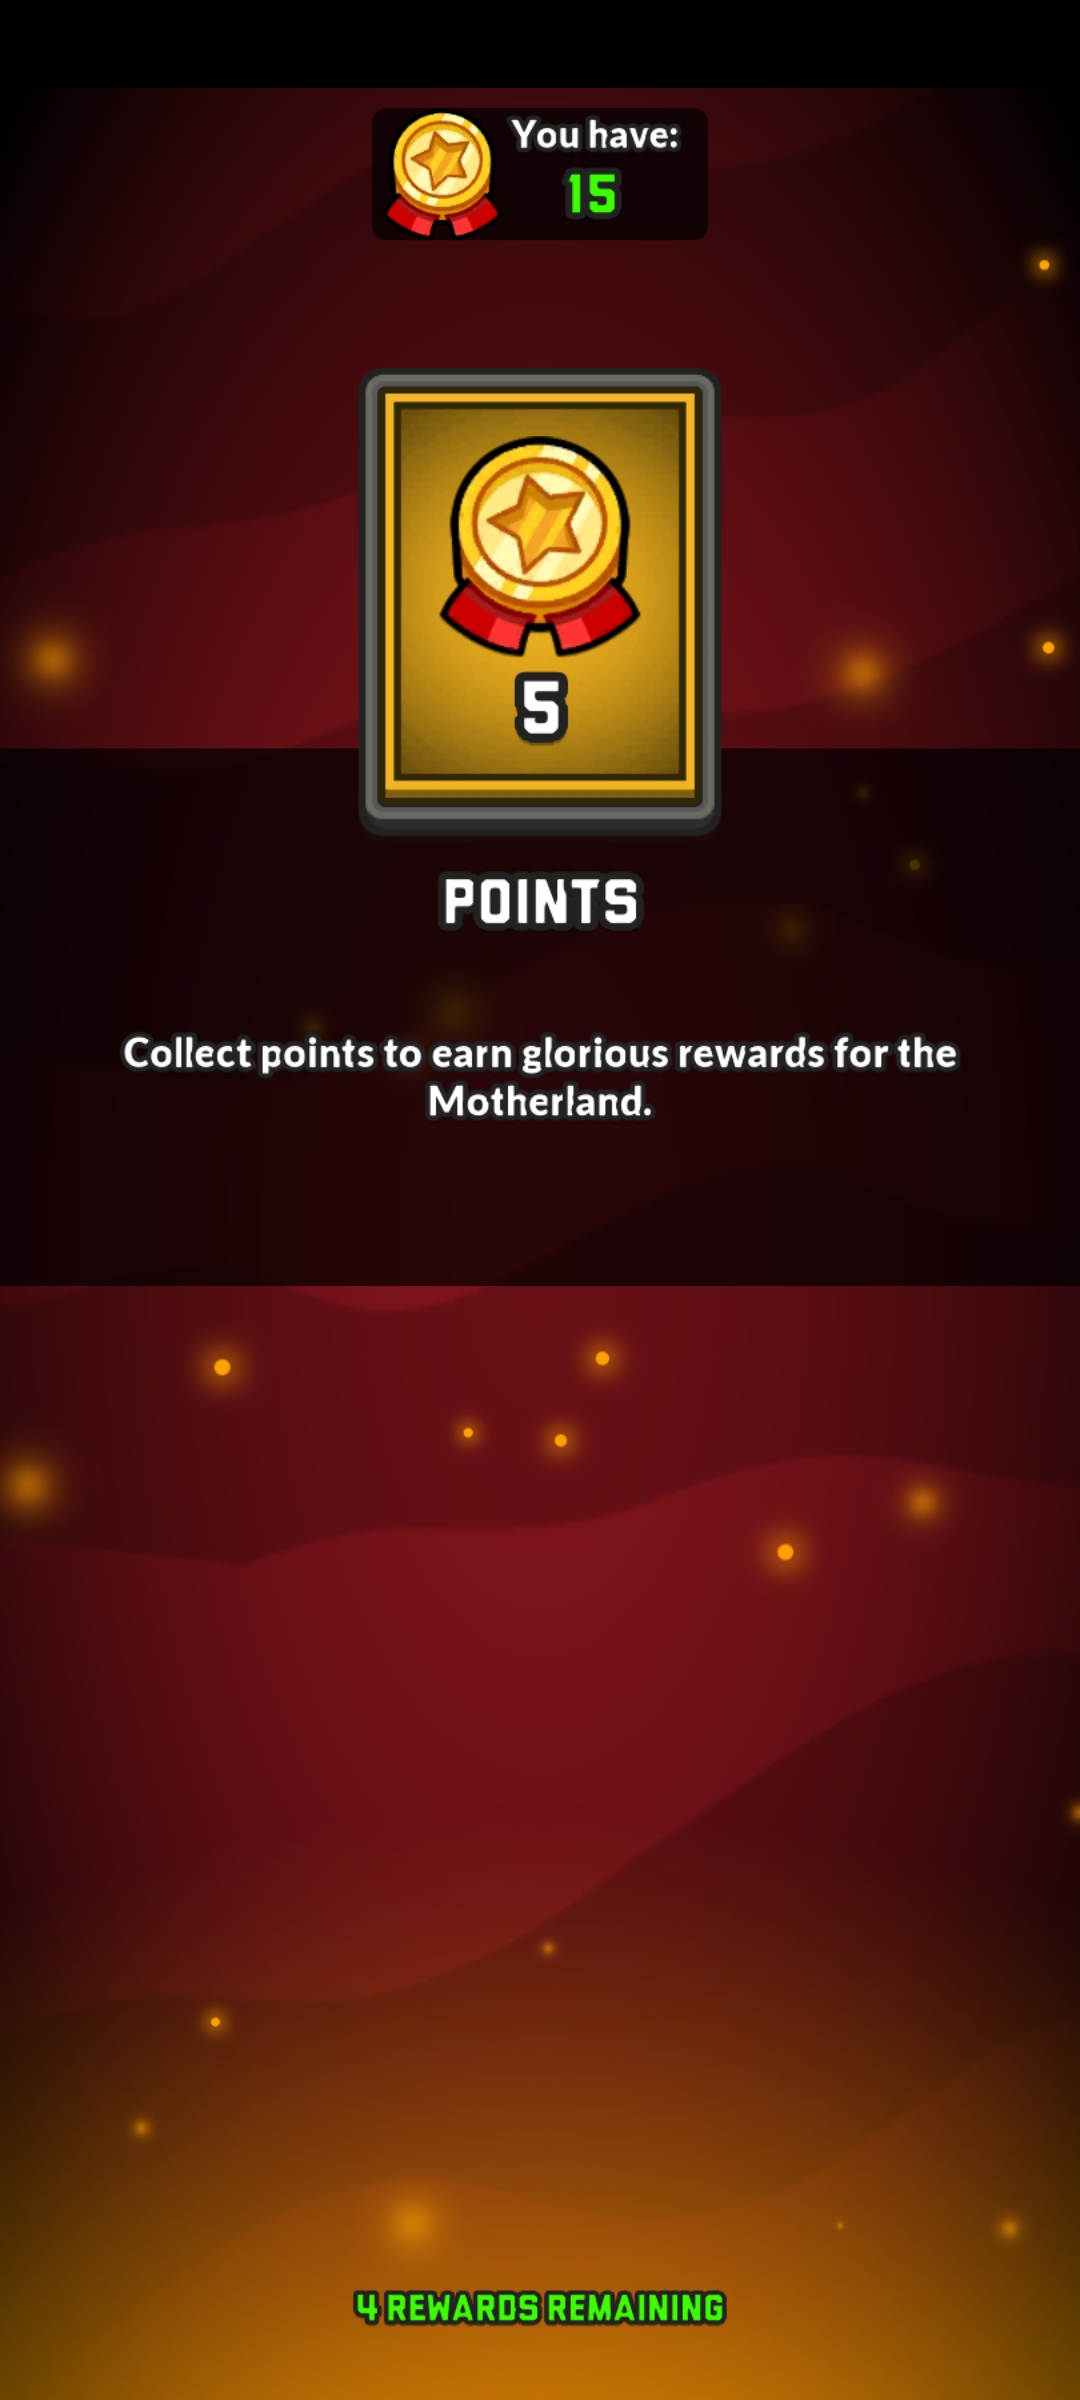 You have:
15
5
POINTS
Collect points to earn glorious rewards for the
Motherland.
4 REWARDS REMAINING